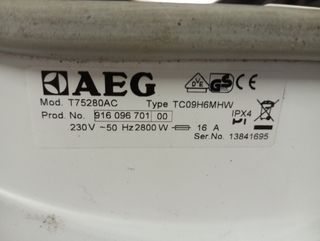 AEG
Mod. T75280AC Type TC09H6MHW
Prod. No. 916 096 701 00
230 V ~50 Hz 2800 W 16 A
IPX4
Ser.No. 13841695